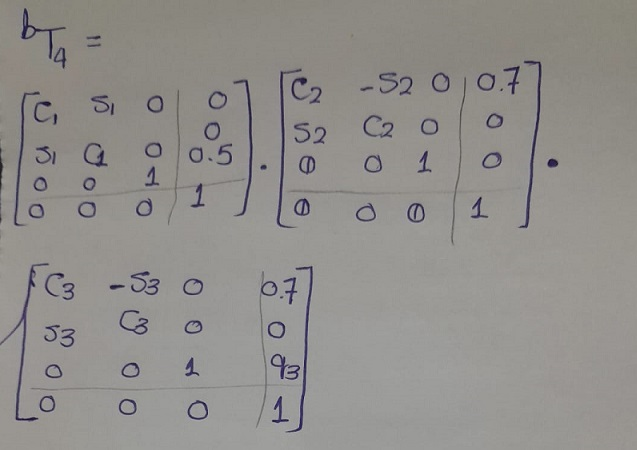 bT4 =
[C1 S1 0 | 0
0
S1 C1 0 | 0.5
0 0 1
0 0 0 | 1] . [C2 -S2 0 | 0.7
S2 C2 0 | 0
0 0 1 | 0
0 0 0 | 1] .
[C3 -S3 0 | 0.7
S3 C3 0 | 0
0 0 1 | q3
0 0 0 | 1]